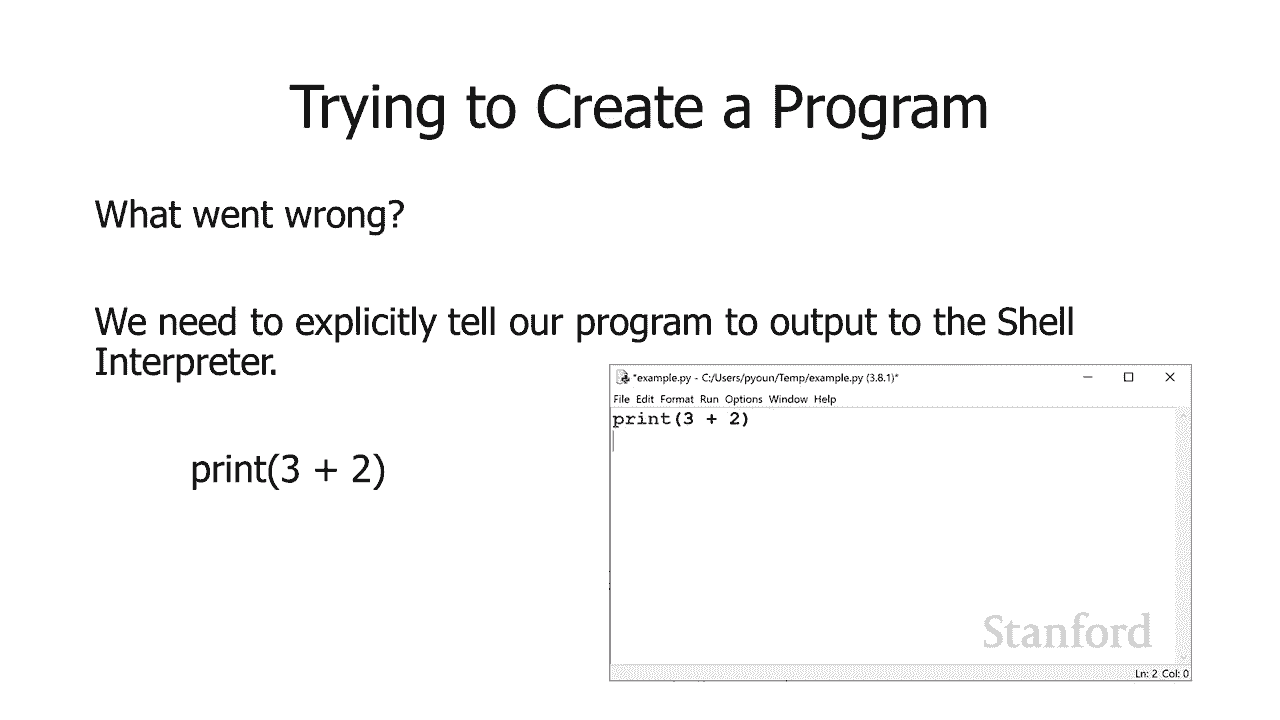 Trying to Create a Program
What went wrong?
We need to explicitly tell our program to output to the Shell
Interpreter.
print(3 + 2)
*example.py - C:/Users/pyoun/Temp/example.py (3.8.1)*
File Edit Format Run Options Window Help
print(3 + 2)
Stanford
Ln: 2 Col: 0